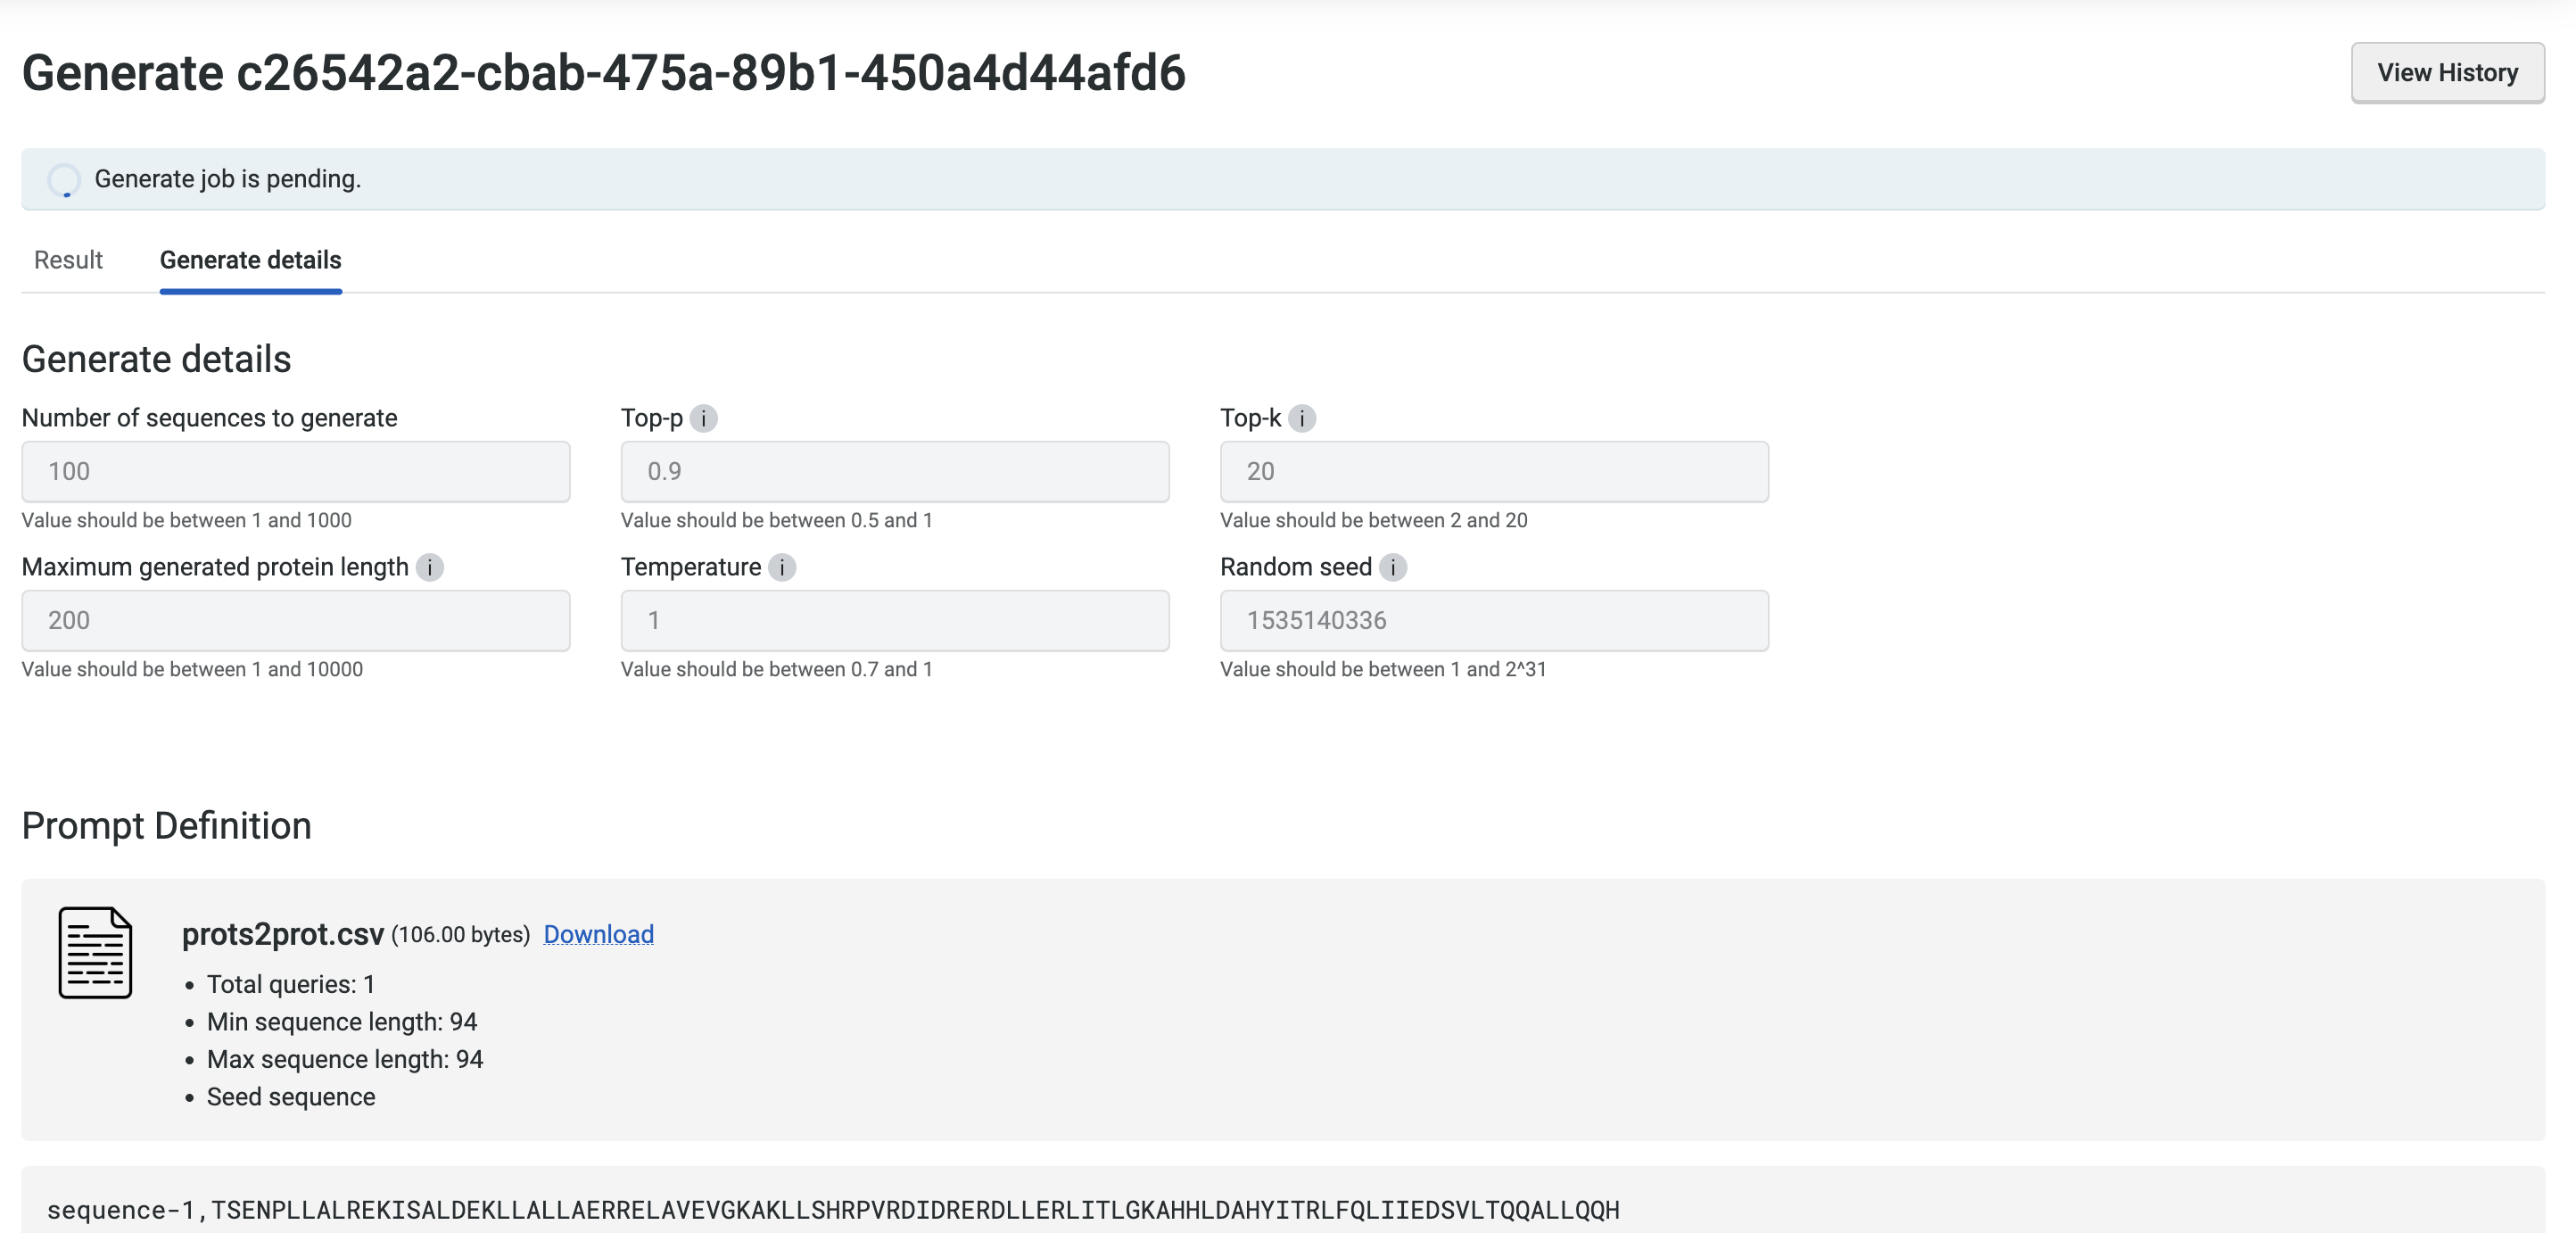 Generate c26542a2-cbab-475a-89b1-450a4d44afd6
View History
Generate job is pending.
Result Generate details
Generate details
Number of sequences to generate Top-p i Top-k i
100 0.9 20
Value should be between 1 and 1000 Value should be between 0.5 and 1 Value should be between 2 and 20
Maximum generated protein length i Temperature i Random seed i
200 1 1535140336
Value should be between 1 and 10000 Value should be between 0.7 and 1 Value should be between 1 and 2^31
Prompt Definition
prots2prot.csv (106.00 bytes) Download
• Total queries: 1
• Min sequence length: 94
• Max sequence length: 94
• Seed sequence
sequence-1,TSENPLLALREKISALDEKLLALLAERRELAVEVGKAKLLSHRPVRDIDRERDLLERLITLGKAHHLDAHYITRLFQLIIEDSVLTQQALLQQH